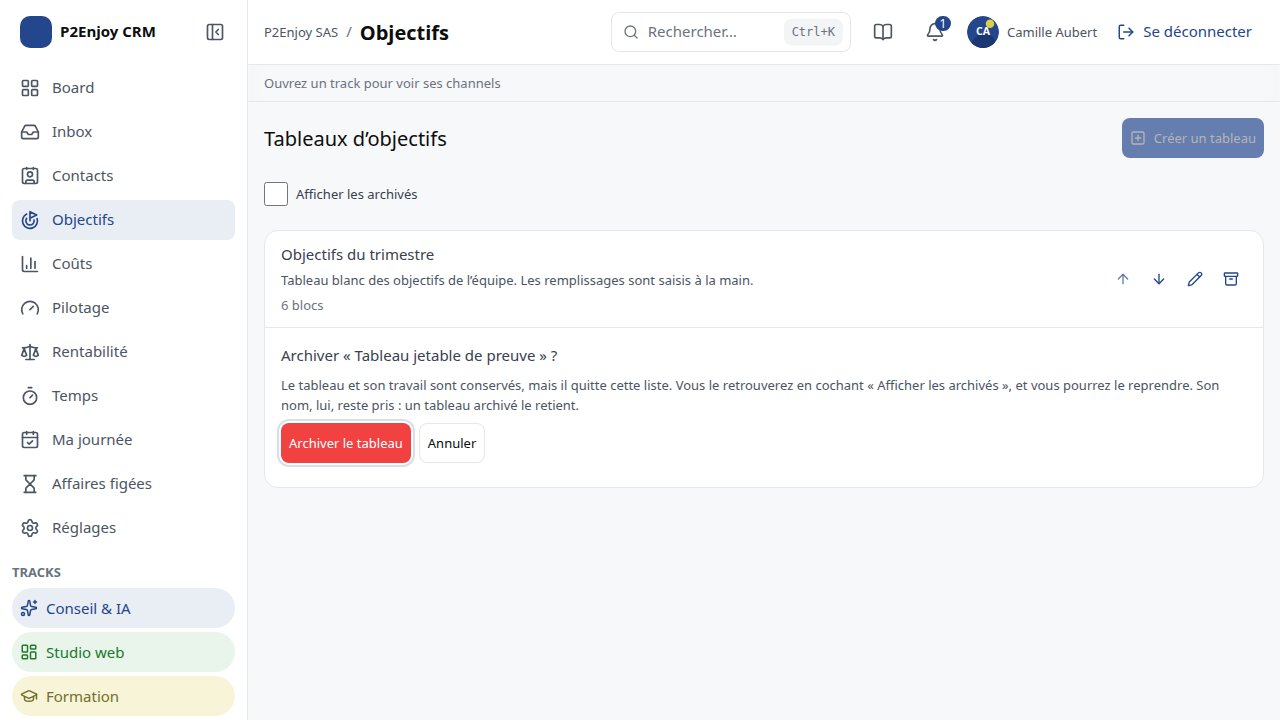 P2Enjoy CRM
Board
Inbox
Contacts
Objectifs
Coûts
Pilotage
Rentabilité
Temps
Ma journée
Affaires figées
Réglages
TRACKS
Conseil & IA
Studio web
Formation
P2Enjoy SAS / Objectifs
Rechercher... Ctrl+K
1
CA Camille Aubert
Se déconnecter
Ouvrez un track pour voir ses channels
Tableaux d’objectifs
Créer un tableau
Afficher les archivés
Objectifs du trimestre
Tableau blanc des objectifs de l’équipe. Les remplissages sont saisis à la main.
6 blocs
Archiver « Tableau jetable de preuve » ?
Le tableau et son travail sont conservés, mais il quitte cette liste. Vous le retrouverez en cochant « Afficher les archivés », et vous pourrez le reprendre. Son
nom, lui, reste pris : un tableau archivé le retient.
Archiver le tableau
Annuler